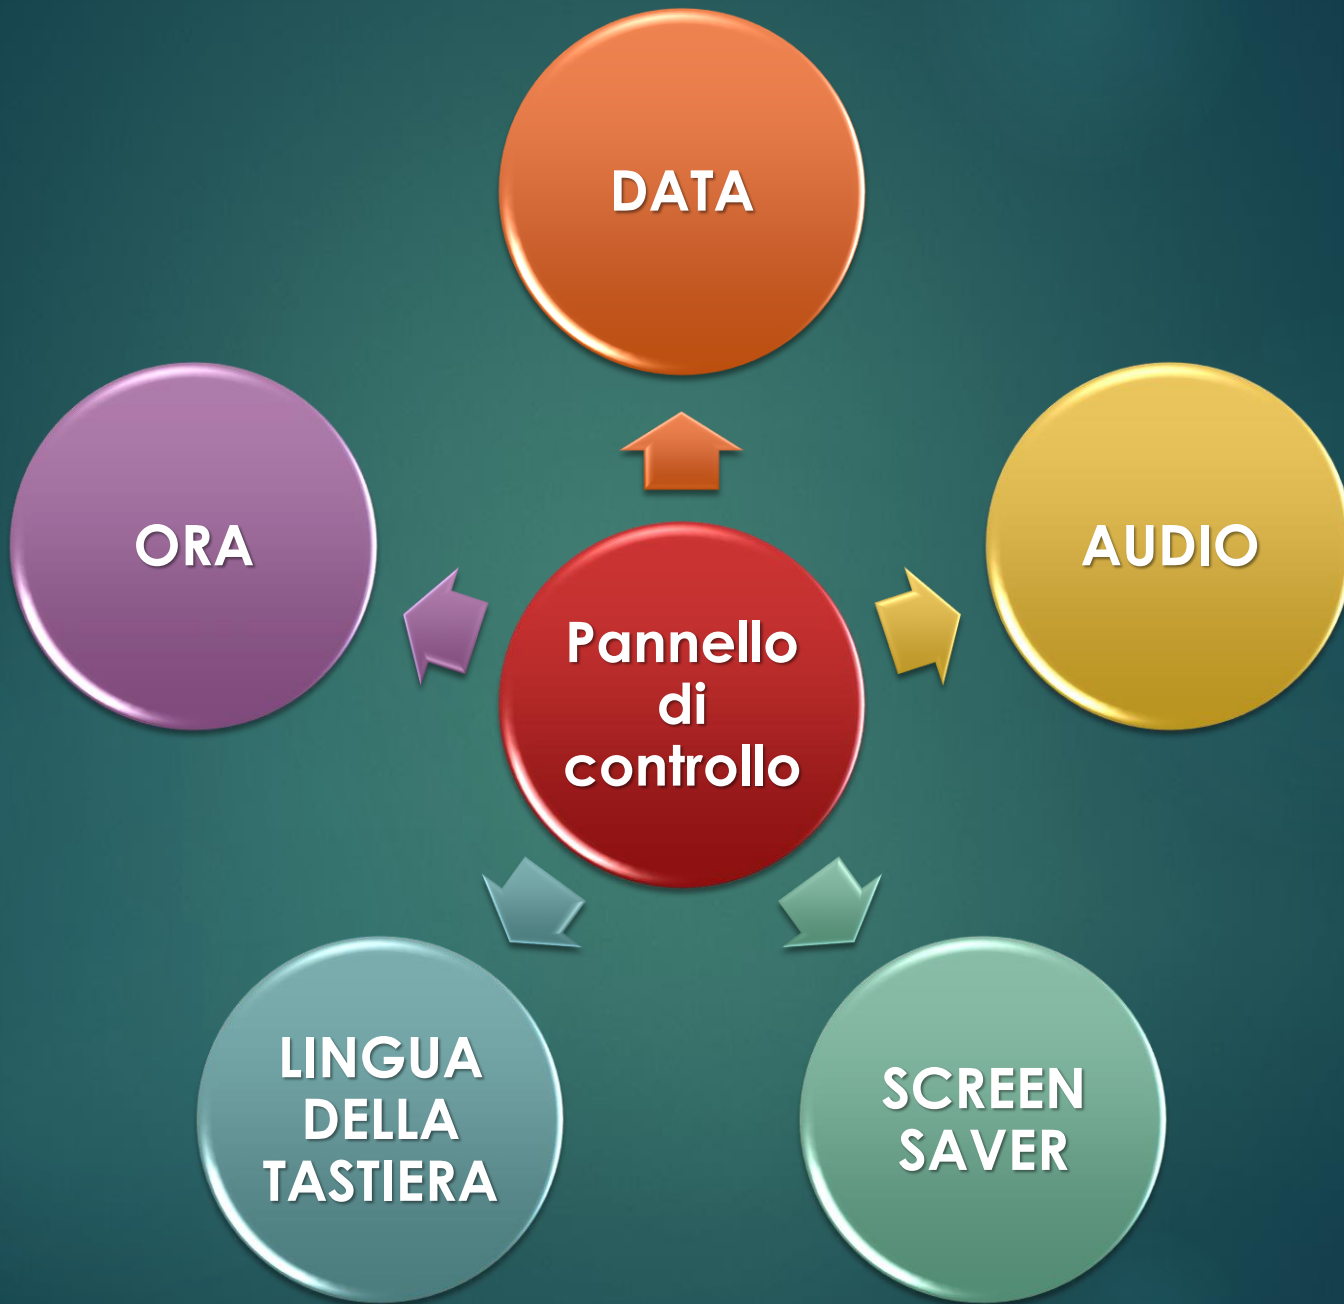 DATA
ORA
AUDIO
Pannello
di
controllo
LINGUA
DELLA
TASTIERA
SCREEN
SAVER